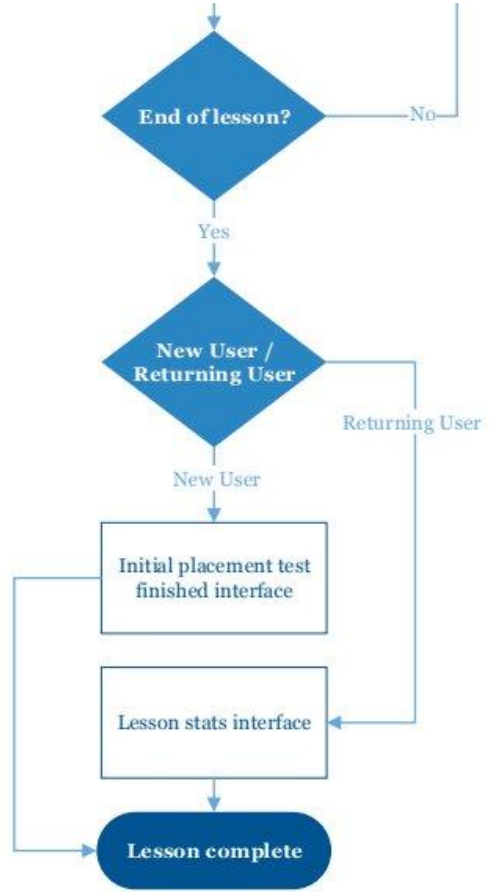 End of lesson?
No
Yes
New User /
Returning User
Returning User
New User
Initial placement test
finished interface
Lesson stats interface
Lesson complete